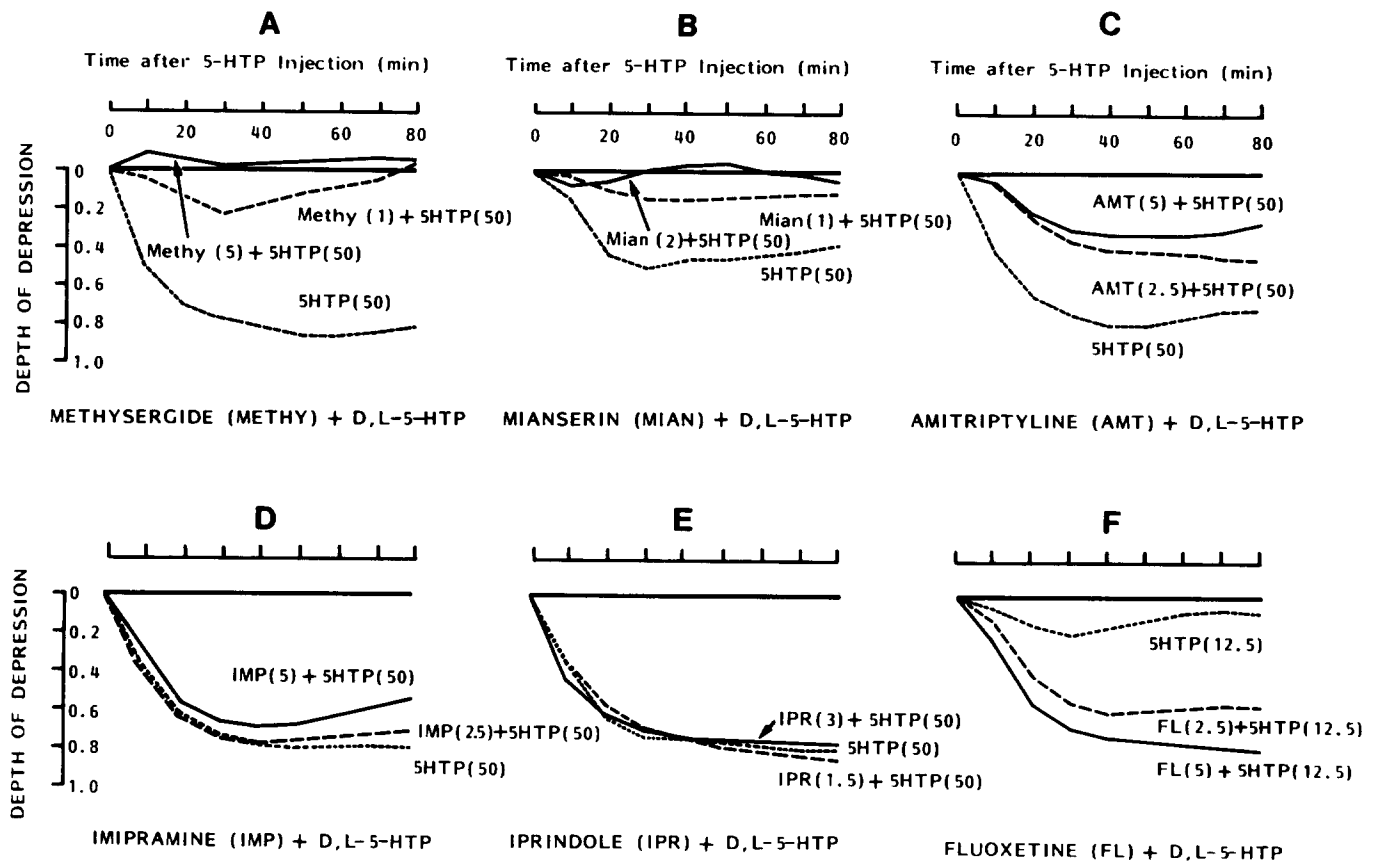 A
B
C
Time after 5-HTP Injection (min)
Time after 5-HTP Injection (min)
Time after 5-HTP Injection (min)
0 20 40 60 80
0 20 40 60 80
0 20 40 60 80
DEPTH OF DEPRESSION
0
0.2
0.4
0.6
0.8
1.0
Methy (1) + 5HTP(50)
Methy (5) + 5HTP(50)
5HTP(50)
Mian(1) + 5HTP(50)
Mian (2)+5HTP(50)
5HTP(50)
AMT(5) + 5HTP(50)
AMT(2.5)+5HTP(50)
5HTP(50)
METHYSERGIDE (METHY) + D,L-5-HTP
MIANSERIN (MIAN) + D,L-5-HTP
AMITRIPTYLINE (AMT) + D,L-5-HTP
D
E
F
DEPTH OF DEPRESSION
0
0.2
0.4
0.6
0.8
1.0
IMP(5) + 5HTP(50)
IMP(25)+5HTP(50)
5HTP(50)
IPR(3) + 5HTP(50)
5HTP(50)
IPR(1.5) + 5HTP(50)
5HTP(12.5)
FL(2.5)+5HTP(12.5)
FL(5) + 5HTP(12.5)
IMIPRAMINE (IMP) + D,L-5-HTP
IPRINDOLE (IPR) + D,L-5-HTP
FLUOXETINE (FL) + D,L-5-HTP